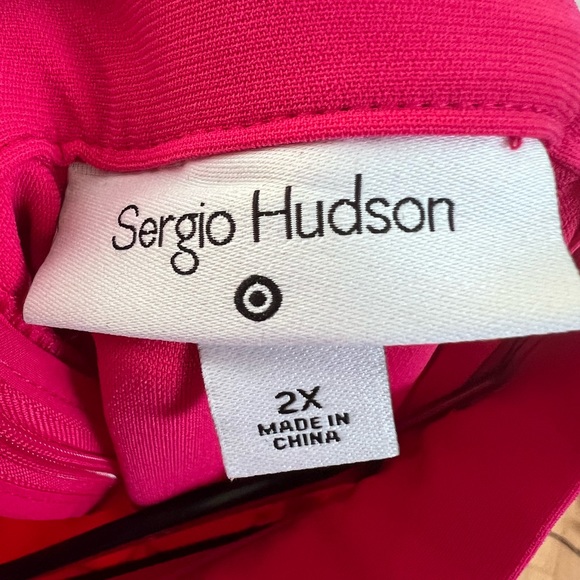 Sergio Hudson
2X
MADE IN
CHINA